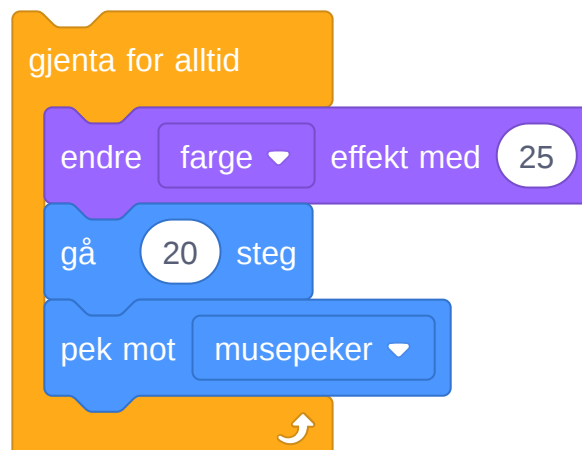 gjenta for alltid
endre farge effekt med 25
gå 20 steg
pek mot musepeker